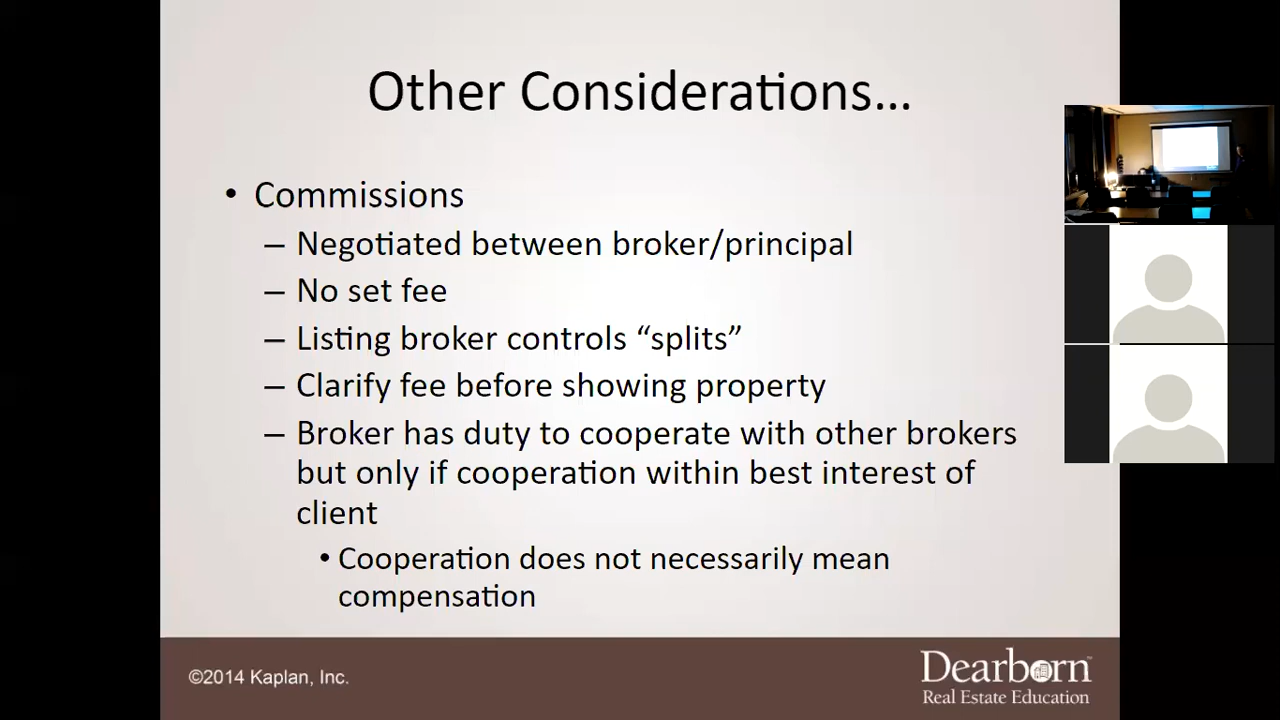 Other Considerations...
• Commissions
– Negotiated between broker/principal
– No set fee
– Listing broker controls “splits”
– Clarify fee before showing property
– Broker has duty to cooperate with other brokers
but only if cooperation within best interest of
client
• Cooperation does not necessarily mean
compensation
©2014 Kaplan, Inc.
Dearborn™
Real Estate Education